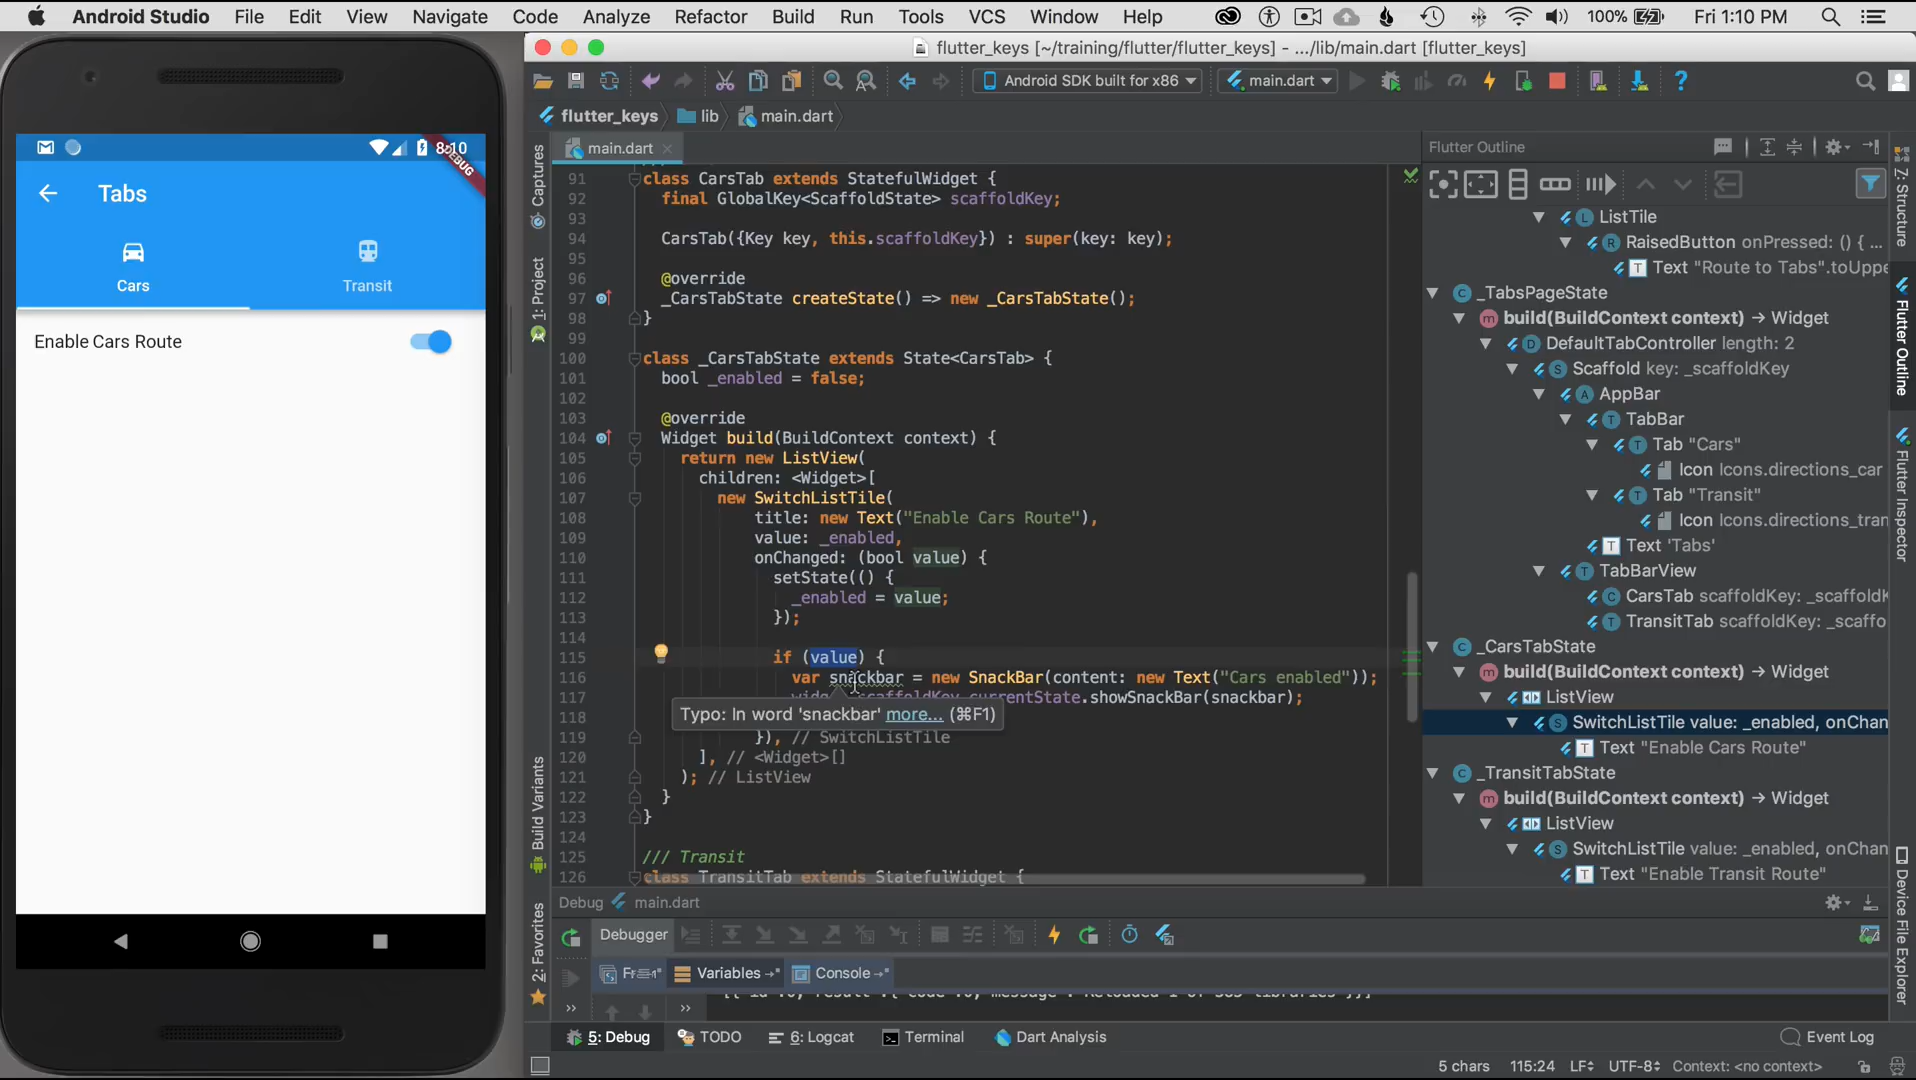 Android Studio File Edit View Navigate Code Analyze Refactor Build Run Tools VCS Window Help 100% Fri 1:10 PM
flutter_keys [~/training/flutter/flutter_keys] - .../lib/main.dart [flutter_keys]
Android SDK built for x86 main.dart
flutter_keys lib main.dart
main.dart
Flutter Outline
8:10
DEBUG
Tabs
Cars
Transit
Enable Cars Route
Captures
1: Project
Build Variants
2: Favorites
91 class CarsTab extends StatefulWidget {
92 final GlobalKey<ScaffoldState> scaffoldKey;
93
94 CarsTab({Key key, this.scaffoldKey}) : super(key: key);
95
96 @override
97 _CarsTabState createState() => new _CarsTabState();
98 }
99
100 class _CarsTabState extends State<CarsTab> {
101 bool _enabled = false;
102
103 @override
104 Widget build(BuildContext context) {
105 return new ListView(
106 children: <Widget>[
107 new SwitchListTile(
108 title: new Text("Enable Cars Route"),
109 value: _enabled,
110 onChanged: (bool value) {
111 setState(() {
112 _enabled = value;
113 });
114
115 if (value) {
116 var snackbar = new SnackBar(content: new Text("Cars enabled"));
117 currentState.showSnackBar(snackbar);
Typo: In word 'snackbar' more... (⌘F1)
118
119 }), // SwitchListTile
120 ], // <Widget>[]
121 ); // ListView
122 }
123 }
124
125 /// Transit
126 class TransitTab extends StatefulWidget {
ListTile
RaisedButton onPressed: () { ...
Text "Route to Tabs".toUppe
_TabsPageState
build(BuildContext context) → Widget
DefaultTabController length: 2
Scaffold key: _scaffoldKey
AppBar
TabBar
Tab "Cars"
Icon Icons.directions_car
Tab "Transit"
Icon Icons.directions_tran
Text 'Tabs'
TabBarView
CarsTab scaffoldKey: _scaffoldK
TransitTab scaffoldKey: _scaffo
_CarsTabState
build(BuildContext context) → Widget
ListView
SwitchListTile value: _enabled, onChan
Text "Enable Cars Route"
_TransitTabState
build(BuildContext context) → Widget
ListView
SwitchListTile value: _enabled, onChan
Text "Enable Transit Route"
Z: Structure
Flutter Outline
Flutter Inspector
Device File Explorer
Debug main.dart
Debugger
Variables Console
5: Debug TODO 6: Logcat Terminal Dart Analysis Event Log
5 chars 115:24 LF UTF-8 Context: <no context>